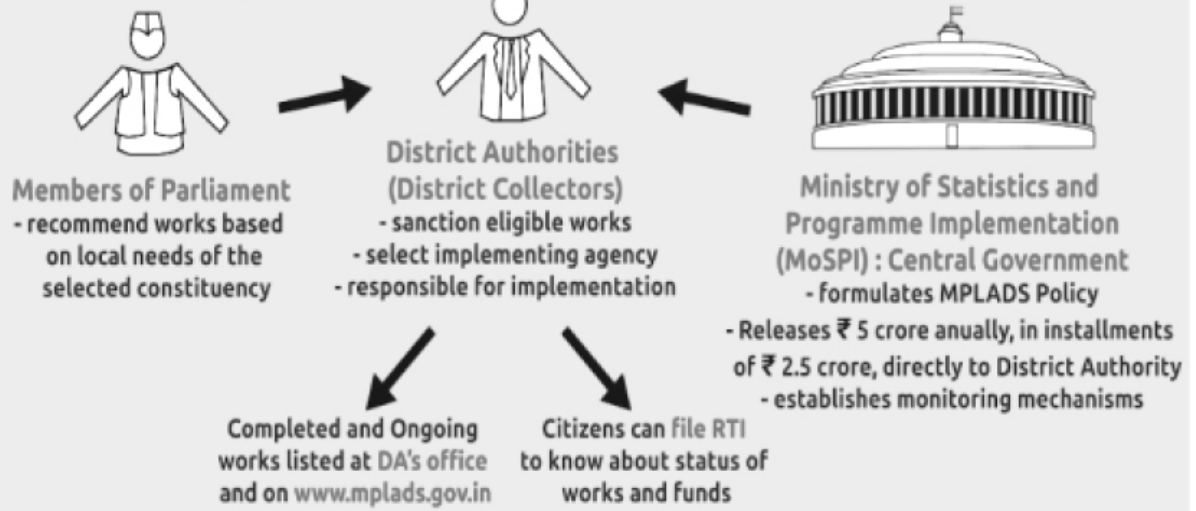 Members of Parliament
- recommend works based
on local needs of the
selected constituency
District Authorities
(District Collectors)
- sanction eligible works
- select implementing agency
- responsible for implementation
Ministry of Statistics and
Programme Implementation
(MoSPI) : Central Government
- formulates MPLADS Policy
- Releases ₹ 5 crore anually, in installments
of ₹ 2.5 crore, directly to District Authority
- establishes monitoring mechanisms
Completed and Ongoing
works listed at DA's office
and on www.mplads.gov.in
Citizens can file RTI
to know about status of
works and funds